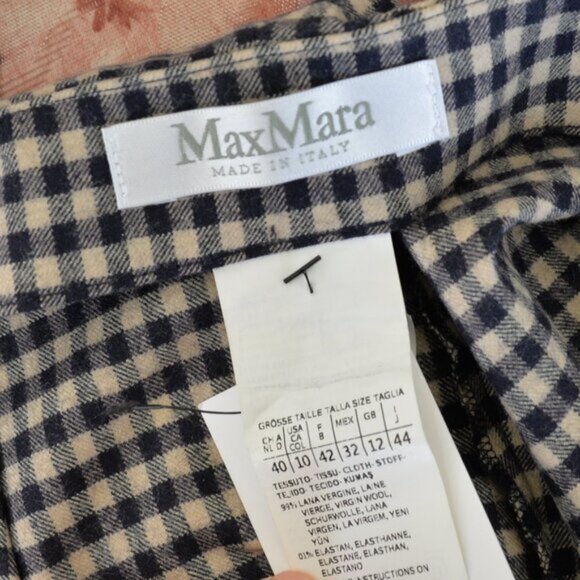 MaxMara
MADE IN ITALY
GRÖSSE TAILLE TALLA SIZE TAGLIA
CH A NL D USA CA COL F B MEX GB I J
40 10 42 32 12 44
TESSUTO- TISSU- CLOTH- STOFF-
TEJIDO- TECIDO- KUMAŞ
99% LANA VERGINE, LAINE
VIERGE, VIRGIN WOOL,
SCHURWOLLE, LANA
VIRGEN, LA VIRGEM, YENI
YÜN
01% ELASTAN, ELASTHANNE,
ELASTANE, ELASTHAN,
ELASTANO